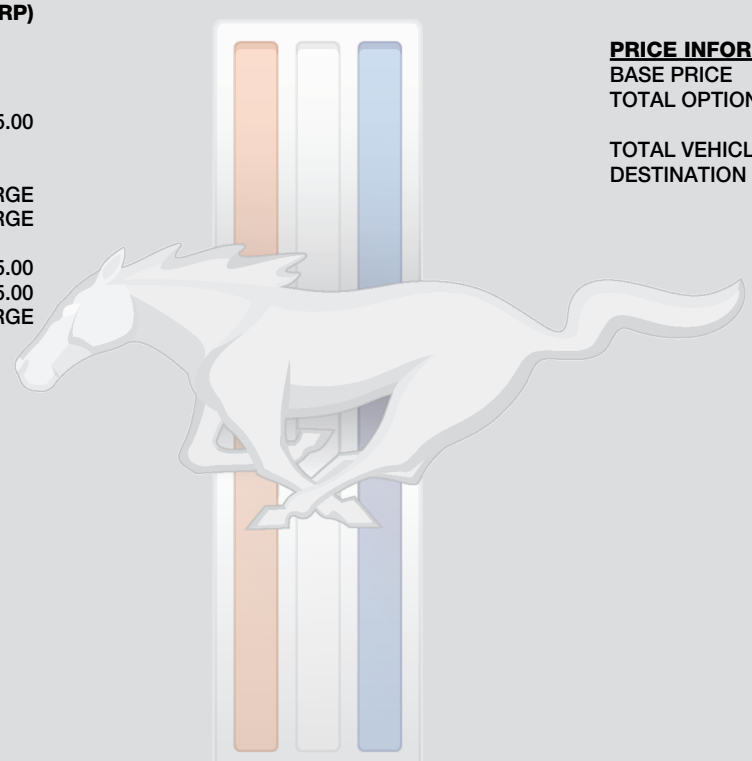 RP)
5.00
RGE
RGE
5.00
5.00
RGE
PRICE INFOR
BASE PRICE
TOTAL OPTION
TOTAL VEHICL
DESTINATION